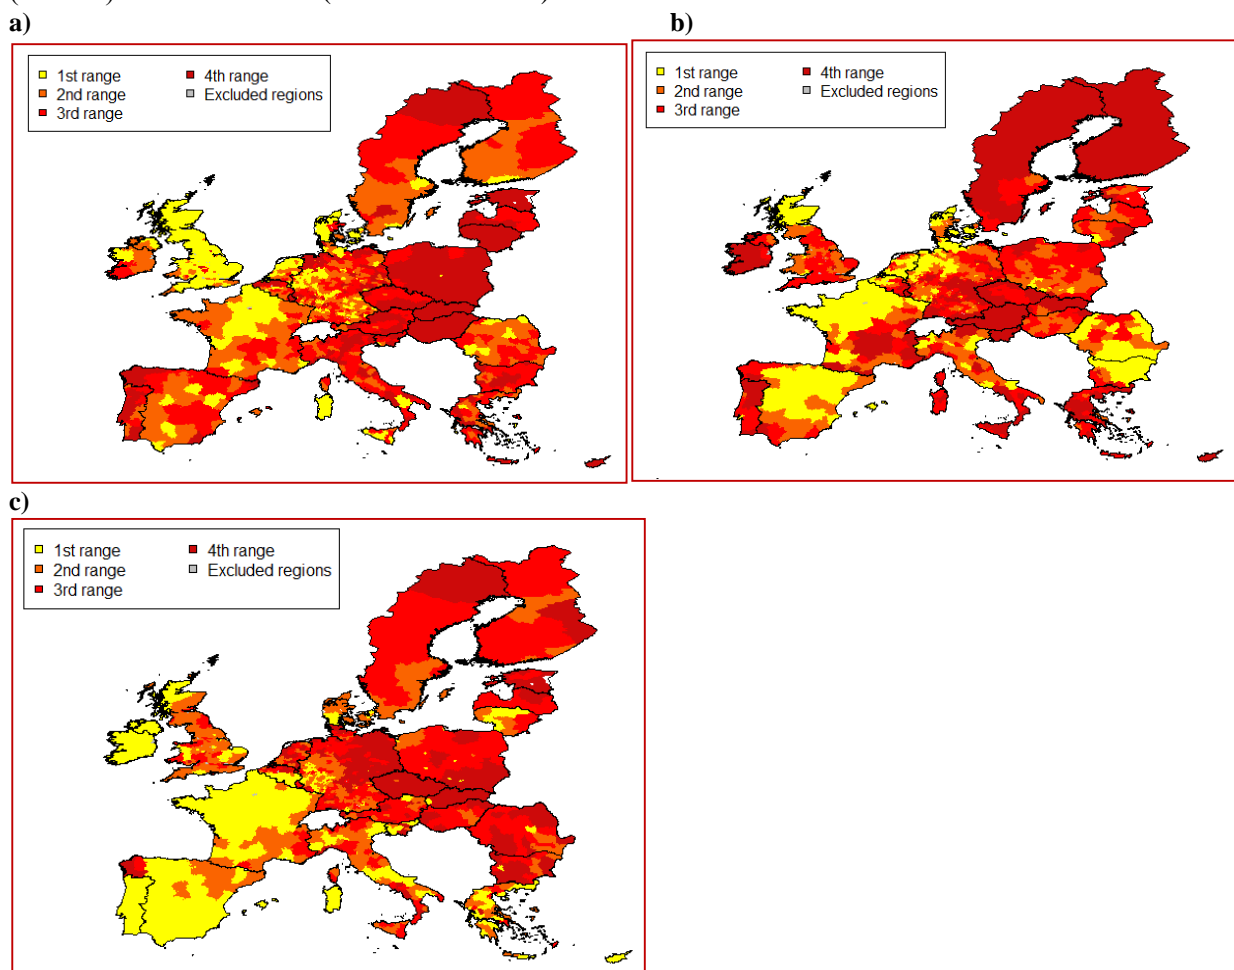 a)
b)
1st range
4th range
2nd range
Excluded regions
3rd range
1st range
4th range
2nd range
Excluded regions
3rd range
c)
1st range
4th range
2nd range
Excluded regions
3rd range